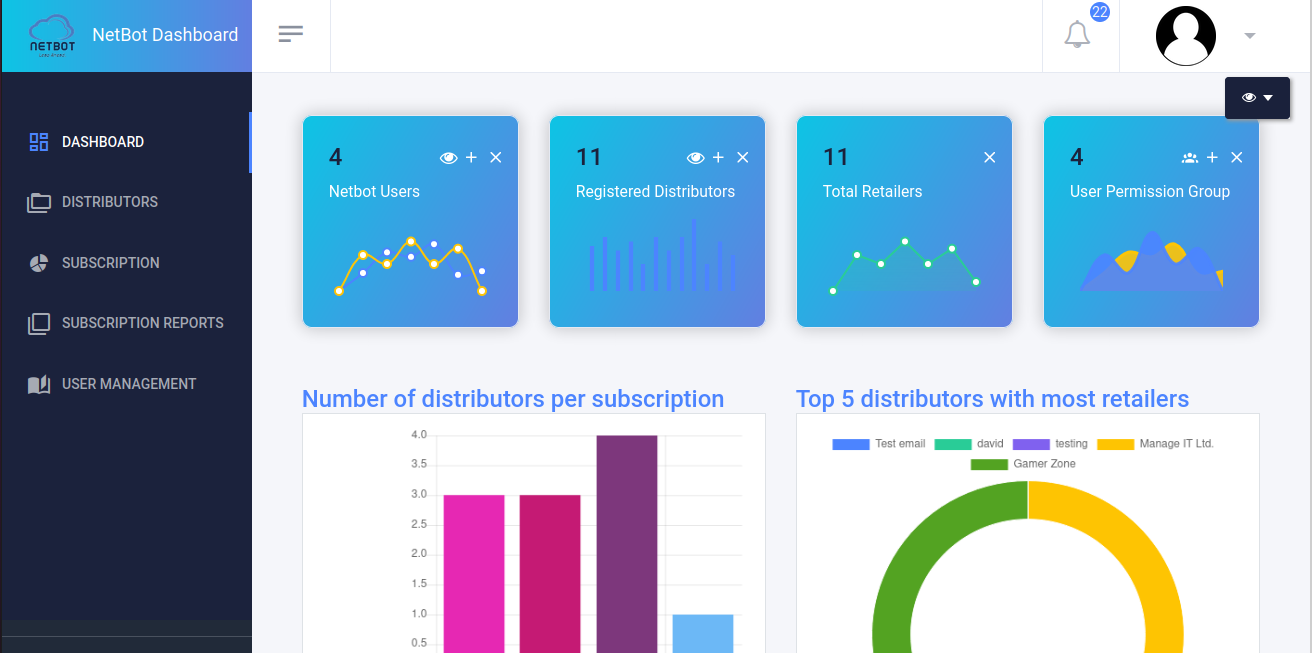 NETBOT
NetBot Dashboard
22
DASHBOARD
DISTRIBUTORS
SUBSCRIPTION
SUBSCRIPTION REPORTS
USER MANAGEMENT
4
Netbot Users
11
Registered Distributors
11
Total Retailers
4
User Permission Group
Number of distributors per subscription
4.0
3.5
3.0
2.5
2.0
1.5
1.0
0.5
Top 5 distributors with most retailers
Test email david testing Manage IT Ltd.
Gamer Zone